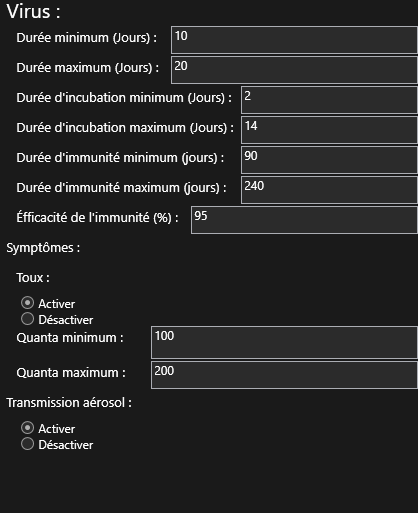 Virus :
Durée minimum (Jours) : 10
Durée maximum (Jours) : 20
Durée d'incubation minimum (Jours) : 2
Durée d'incubation maximum (Jours) : 14
Durée d'immunité minimum (jours) : 90
Durée d'immunité maximum (jours) : 240
Éfficacité de l'immunité (%) : 95
Symptômes :
Toux :
Activer
Désactiver
Quanta minimum : 100
Quanta maximum : 200
Transmission aérosol :
Activer
Désactiver